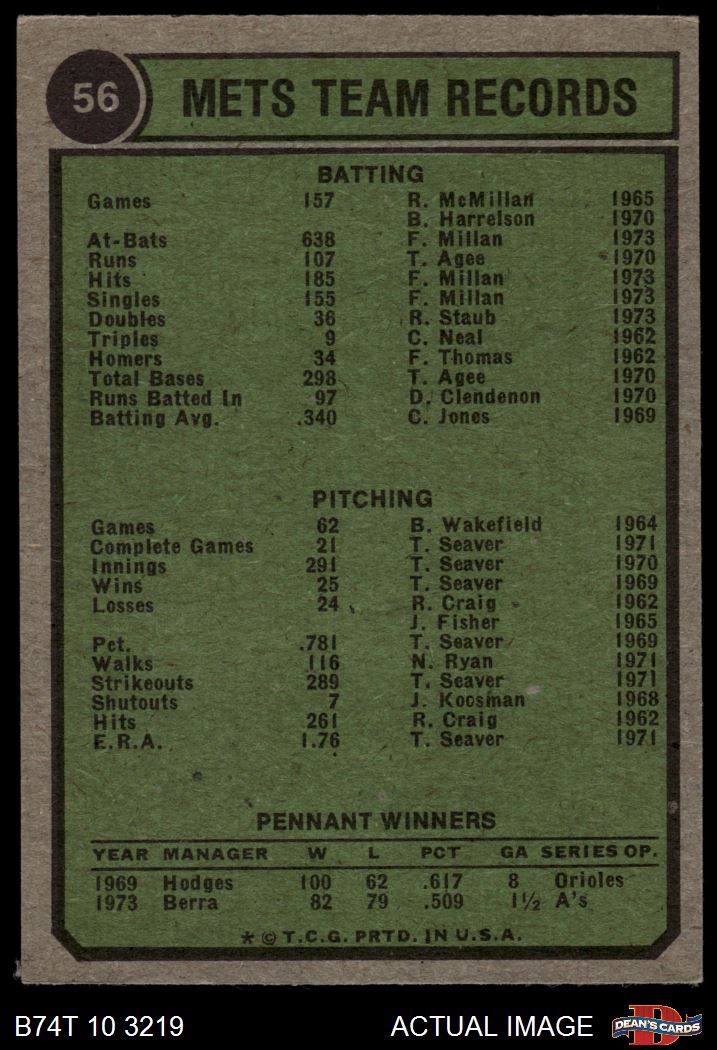 56 METS TEAM RECORDS
BATTING
Games 157 R. McMillan 1965
B. Harrelson 1970
At-Bats 638 F. Millan 1973
Runs 107 T. Agee 1970
Hits 185 F. Millan 1973
Singles 155 F. Millan 1973
Doubles 36 R. Staub 1973
Triples 9 C. Neal 1962
Homers 34 F. Thomas 1962
Total Bases 298 T. Agee 1970
Runs Batted In 97 D. Clendenon 1970
Batting Avg. .340 C. Jones 1969
PITCHING
Games 62 B. Wakefield 1964
Complete Games 21 T. Seaver 1971
Innings 291 T. Seaver 1970
Wins 25 T. Seaver 1969
Losses 24 R. Craig 1962
J. Fisher 1965
Pct. .781 T. Seaver 1969
Walks 116 N. Ryan 1971
Strikeouts 289 T. Seaver 1971
Shutouts 7 J. Koosman 1968
Hits 261 R. Craig 1962
E.R.A. 1.76 T. Seaver 1971
PENNANT WINNERS
YEAR MANAGER W L PCT GA SERIES OP.
1969 Hodges 100 62 .617 8 Orioles
1973 Berra 82 79 .509 1½ A's
* © T.C.G. PRTD. IN U.S.A.
B74T 10 3219 ACTUAL IMAGE D DEAN'S CARDS